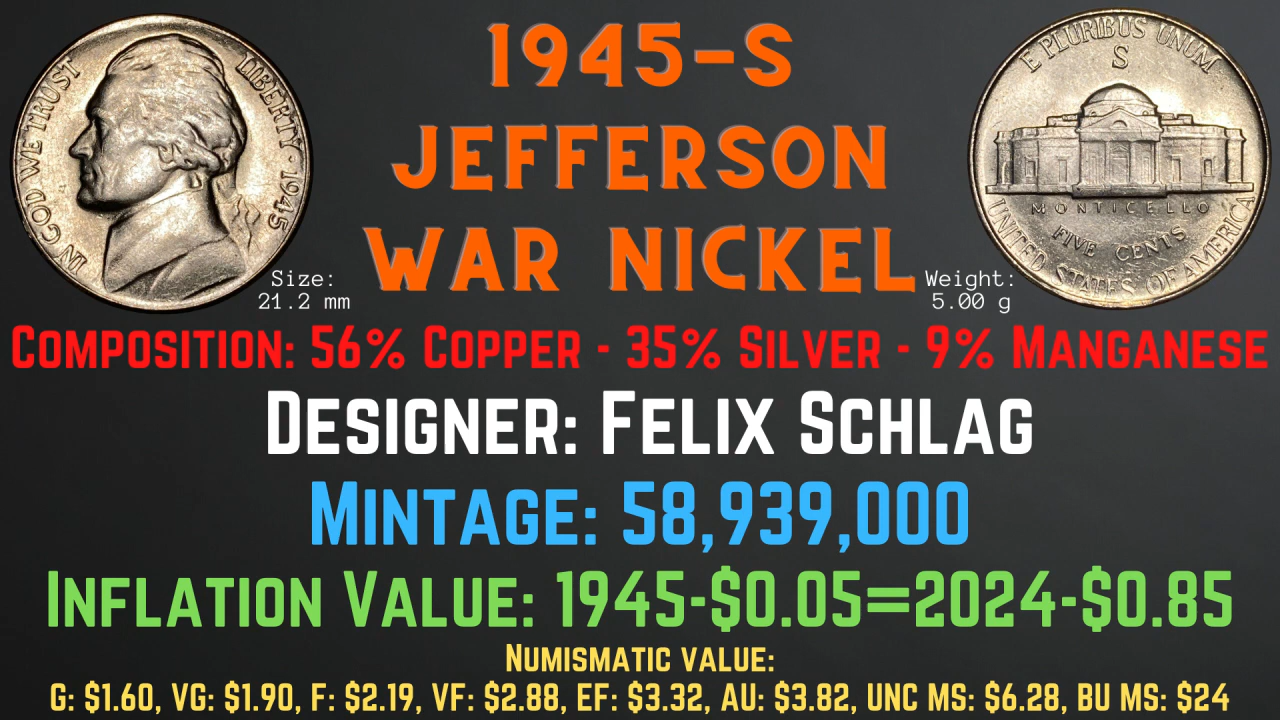 IN GOD WE TRUST
LIBERTY · 1945
1945-S
JEFFERSON
WAR NICKEL
E PLURIBUS UNUM
S
MONTICELLO
FIVE CENTS
UNITED STATES OF AMERICA
Size:
21.2 mm
Weight:
5.00 g
Composition: 56% Copper - 35% Silver - 9% Manganese
Designer: Felix Schlag
Mintage: 58,939,000
Inflation Value: 1945-$0.05=2024-$0.85
Numismatic value:
G: $1.60, VG: $1.90, F: $2.19, VF: $2.88, EF: $3.32, AU: $3.82, UNC MS: $6.28, BU MS: $24